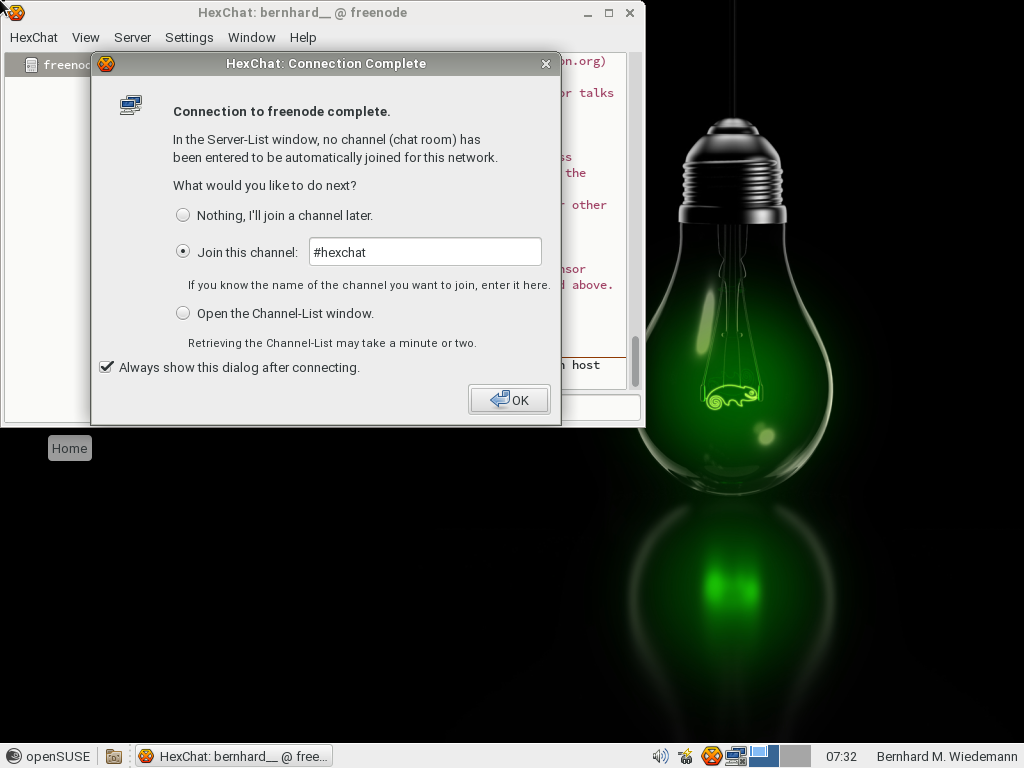 HexChat: bernhard__ @ freenode
HexChat View Server Settings Window Help
HexChat: Connection Complete
on.org)
talks
the
other
above.
host
Connection to freenode complete.
In the Server-List window, no channel (chat room) has
been entered to be automatically joined for this network.
What would you like to do next?
Nothing, I'll join a channel later.
Join this channel: #hexchat
If you know the name of the channel you want to join, enter it here.
Open the Channel-List window.
Retrieving the Channel-List may take a minute or two.
Always show this dialog after connecting.
OK
Home
openSUSE HexChat: bernhard__ @ free... 07:32 Bernhard M. Wiedemann